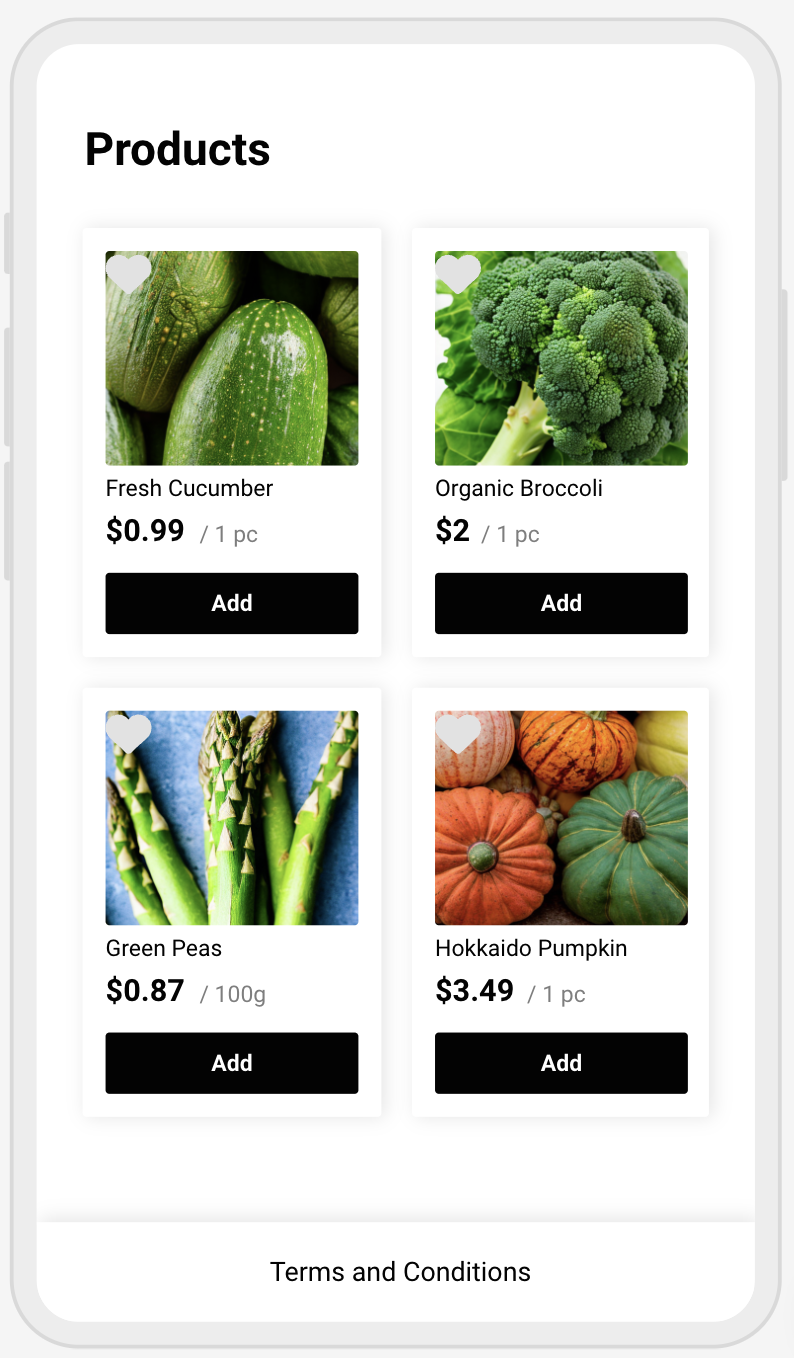 Products
Fresh Cucumber
Organic Broccoli
$0.99 / 1 pc
$2 / 1 pc
Add
Add
Green Peas
Hokkaido Pumpkin
$0.87 / 100g
$3.49 / 1 pc
Add
Add
Terms and Conditions